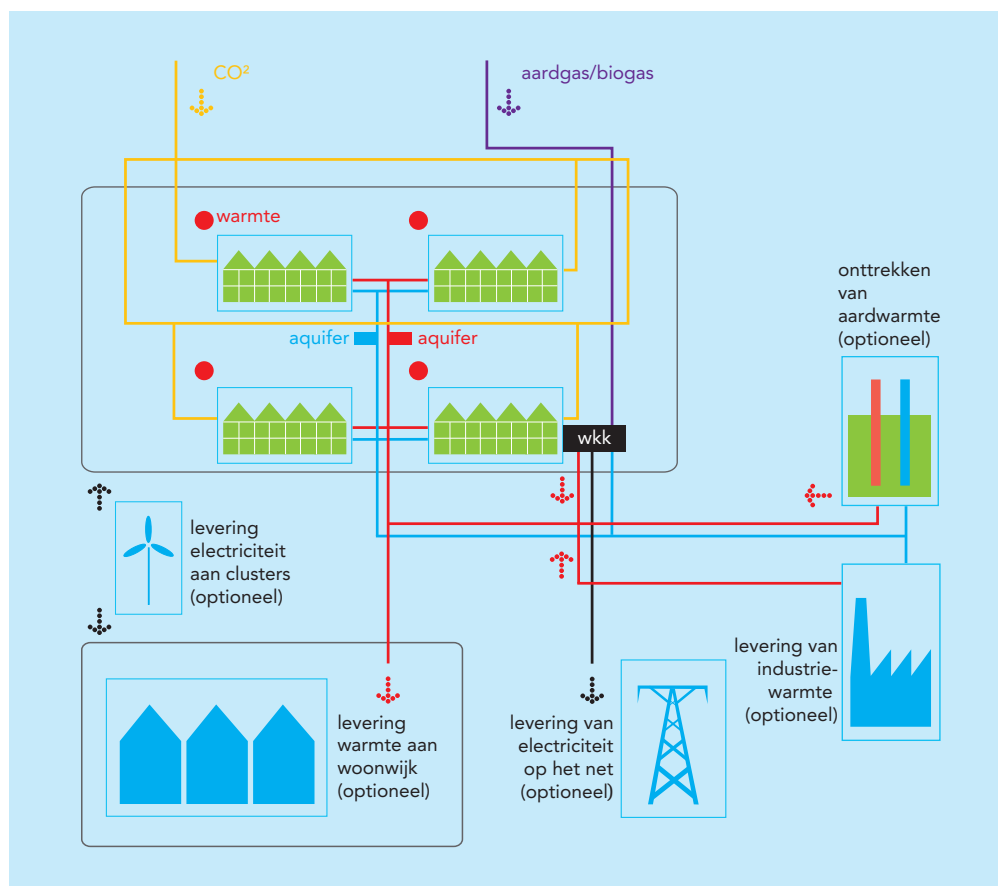 CO²
aardgas/biogas
warmte
onttrekken
van
aardwarmte
(optioneel)
aquifer
aquifer
wkk
levering
electriciteit
aan clusters
(optioneel)
levering van
industrie-
warmte
(optioneel)
levering
warmte aan
woonwijk
(optioneel)
levering van
electriciteit
op het net
(optioneel)